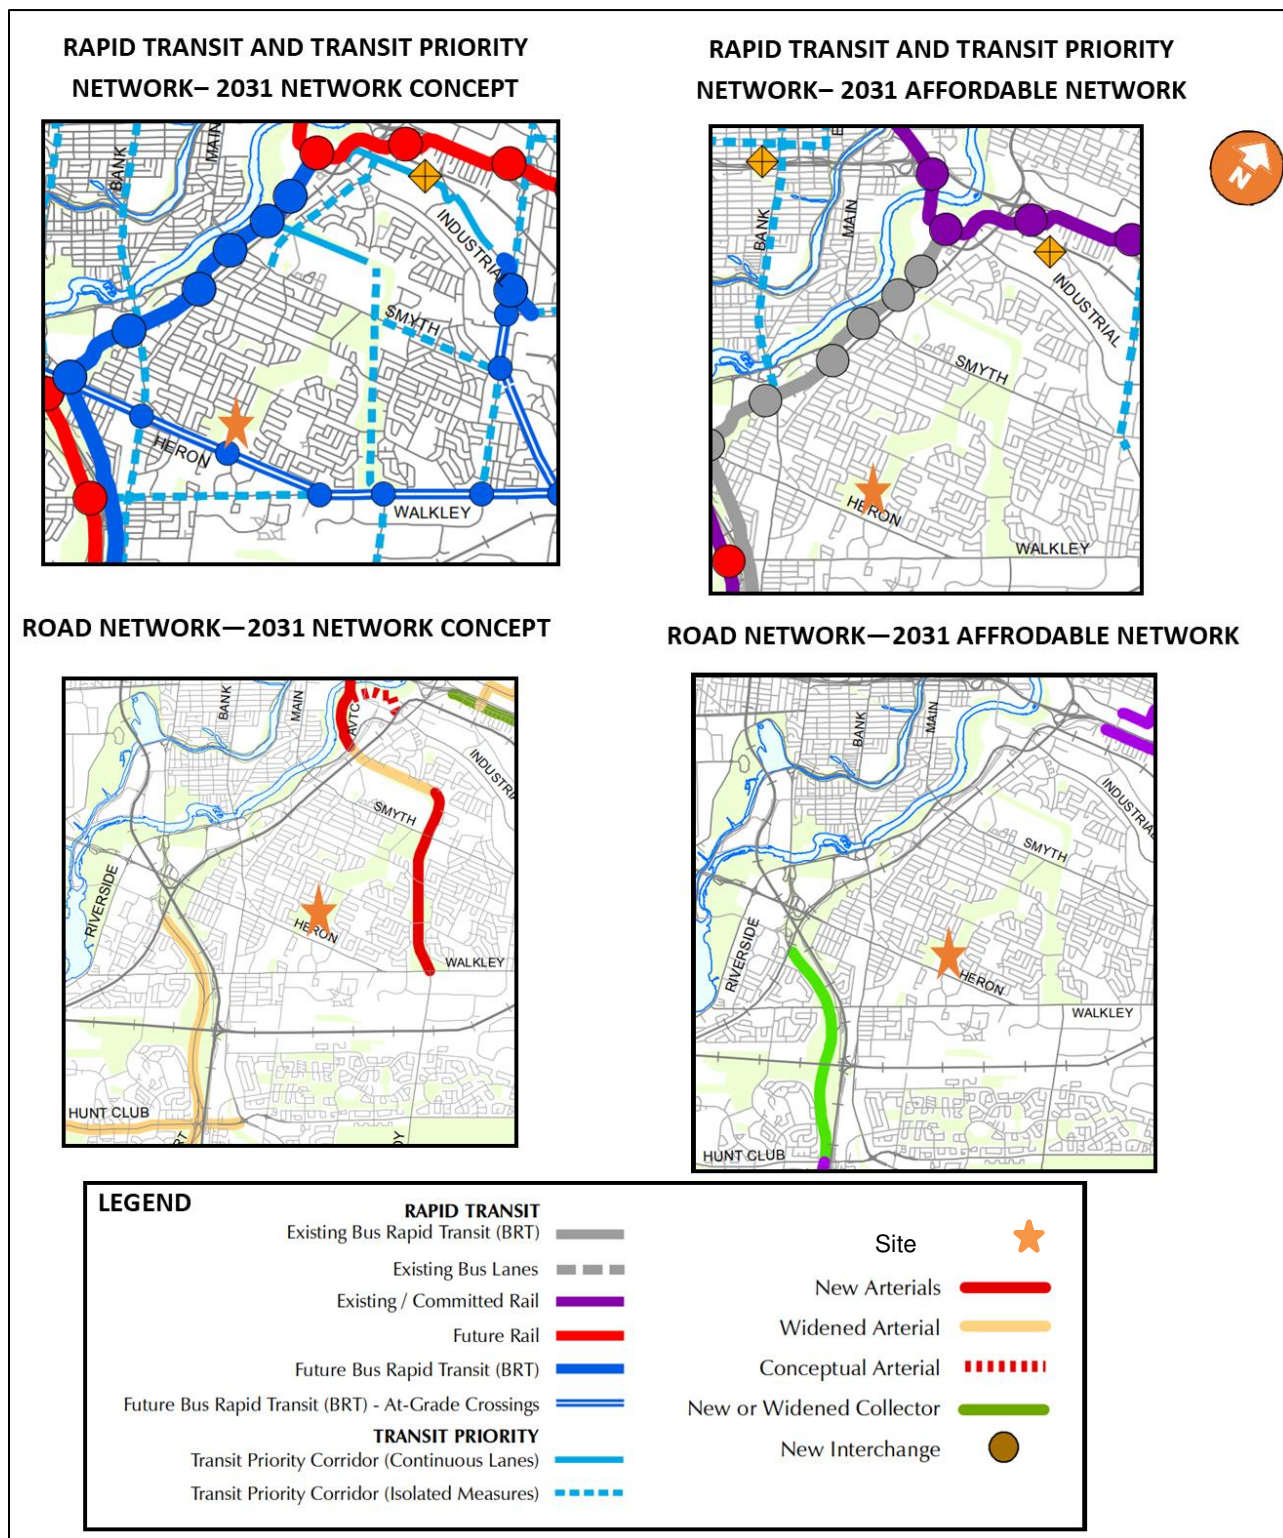 RAPID TRANSIT AND TRANSIT PRIORITY
NETWORK– 2031 NETWORK CONCEPT
BANK
MAIN
INDUSTRIAL
SMYTH
HERON
WALKLEY
RAPID TRANSIT AND TRANSIT PRIORITY
NETWORK– 2031 AFFORDABLE NETWORK
N
BANK
MAIN
INDUSTRIAL
SMYTH
HERON
WALKLEY
ROAD NETWORK—2031 NETWORK CONCEPT
BANK
MAIN
AVTC
INDUSTRIA
SMYTH
RIVERSIDE
HERON
WALKLEY
HUNT CLUB
RT
DY
ROAD NETWORK—2031 AFFRODABLE NETWORK
BANK
MAIN
INDUSTRIAL
SMYTH
RIVERSIDE
HERON
WALKLEY
HUNT CLUB
LEGEND
RAPID TRANSIT
Existing Bus Rapid Transit (BRT)
Existing Bus Lanes
Existing / Committed Rail
Future Rail
Future Bus Rapid Transit (BRT)
Future Bus Rapid Transit (BRT) - At-Grade Crossings
TRANSIT PRIORITY
Transit Priority Corridor (Continuous Lanes)
Transit Priority Corridor (Isolated Measures)
Site
New Arterials
Widened Arterial
Conceptual Arterial
New or Widened Collector
New Interchange